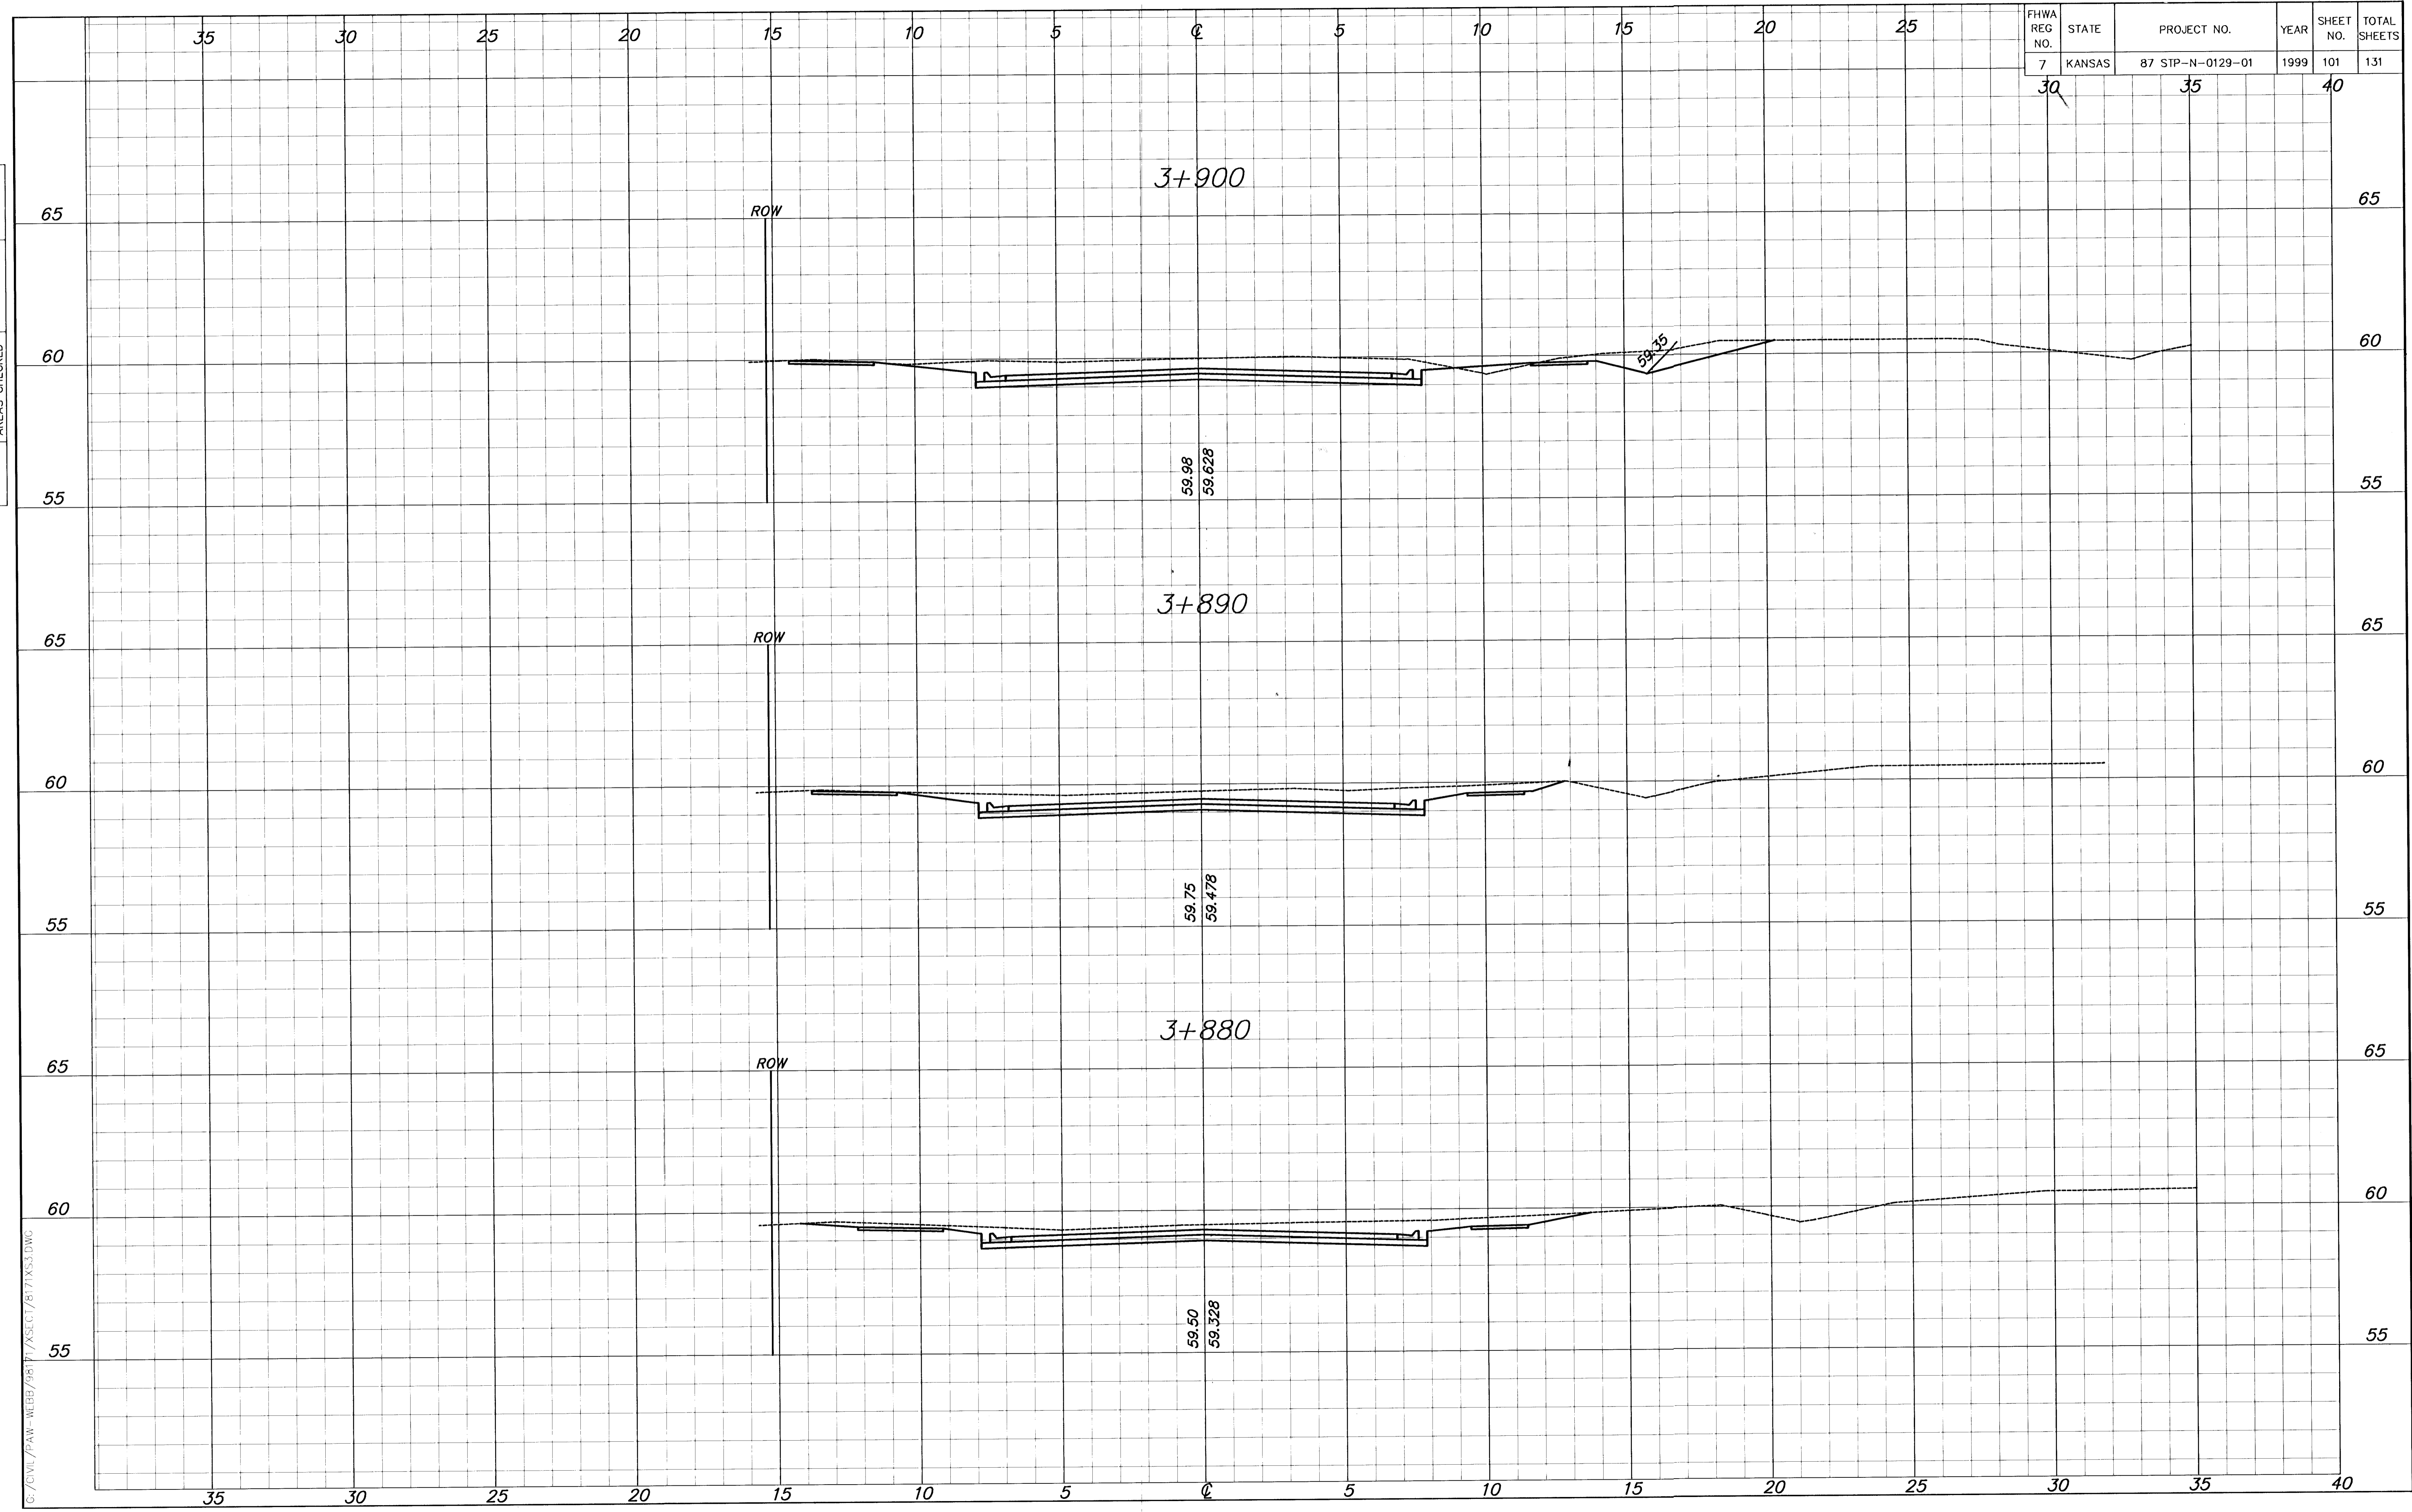 35 30 25 20 15 10 5 ℄ 5 10 15 20 25
FHWA REG NO. STATE PROJECT NO. YEAR SHEET NO. TOTAL SHEETS
7 KANSAS 87 STP-N-0129-01 1999 101 131
30 35 40
3+900
65 ROW 65
60 60
59.35
55 59.98 59.628 55
3+890
65 ROW 65
60 60
55 59.75 59.478 55
3+880
65 ROW 65
60 60
55 59.50 59.328 55
35 30 25 20 15 10 5 ℄ 5 10 15 20 25 30 35 40
G:/CIVIL/PAW-WEBB/98171/XSECT/8171XS3.DWG